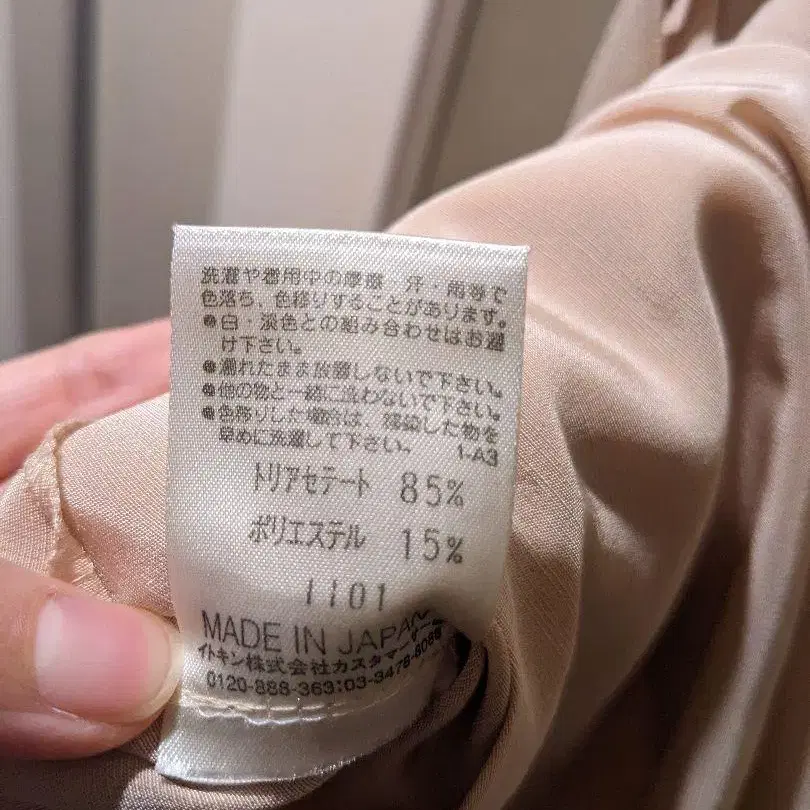 洗濯や着用中の摩擦 汗・雨等で
色落ち、色移りすることがあります。
●白・淡色との組み合わせはお避
け下さい。
●濡れたまま放置しないで下さい。
●他の物と一緒に洗わないで下さい。
●色移りした場合は、移染した物を
早めに洗濯して下さい。 1-A3
トリアセテート 85%
ポリエステル 15%
1101
MADE IN JAPAN
イトキン株式会社カスタマーサー
0120-888-363:03-3478-8088